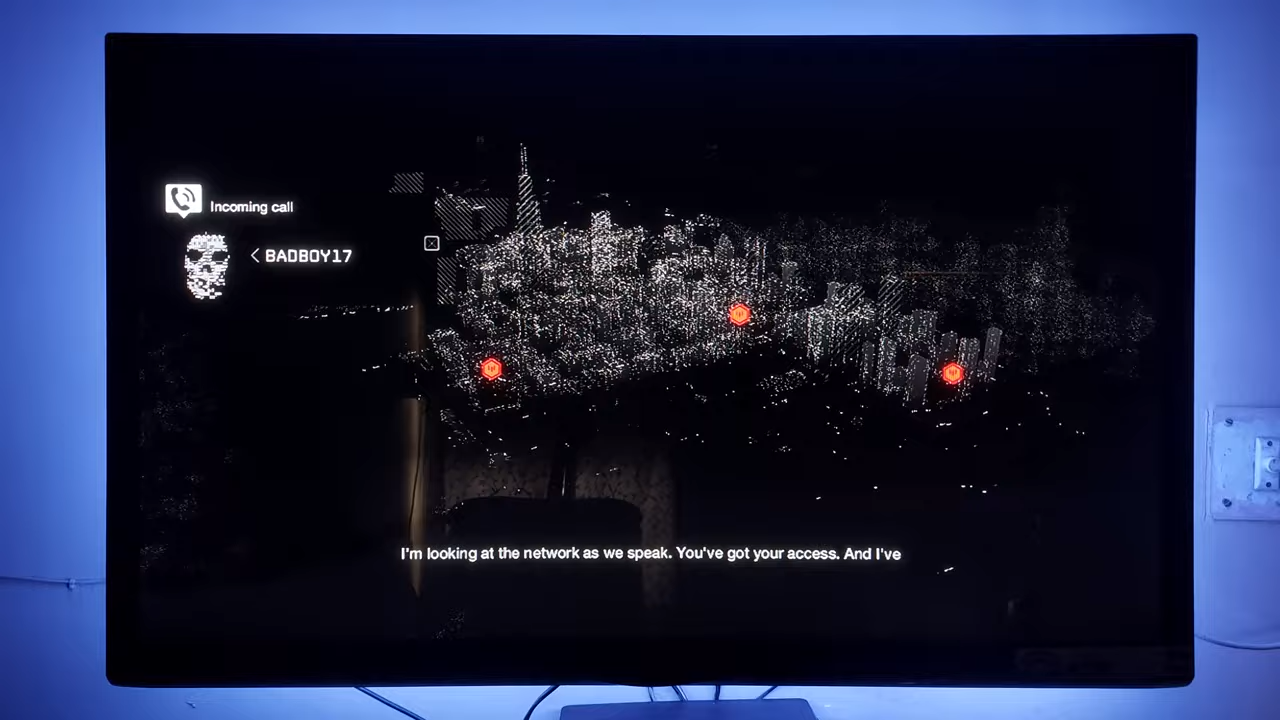 Incoming call
BADBOY17
I'm looking at the network as we speak. You've got your access. And I've